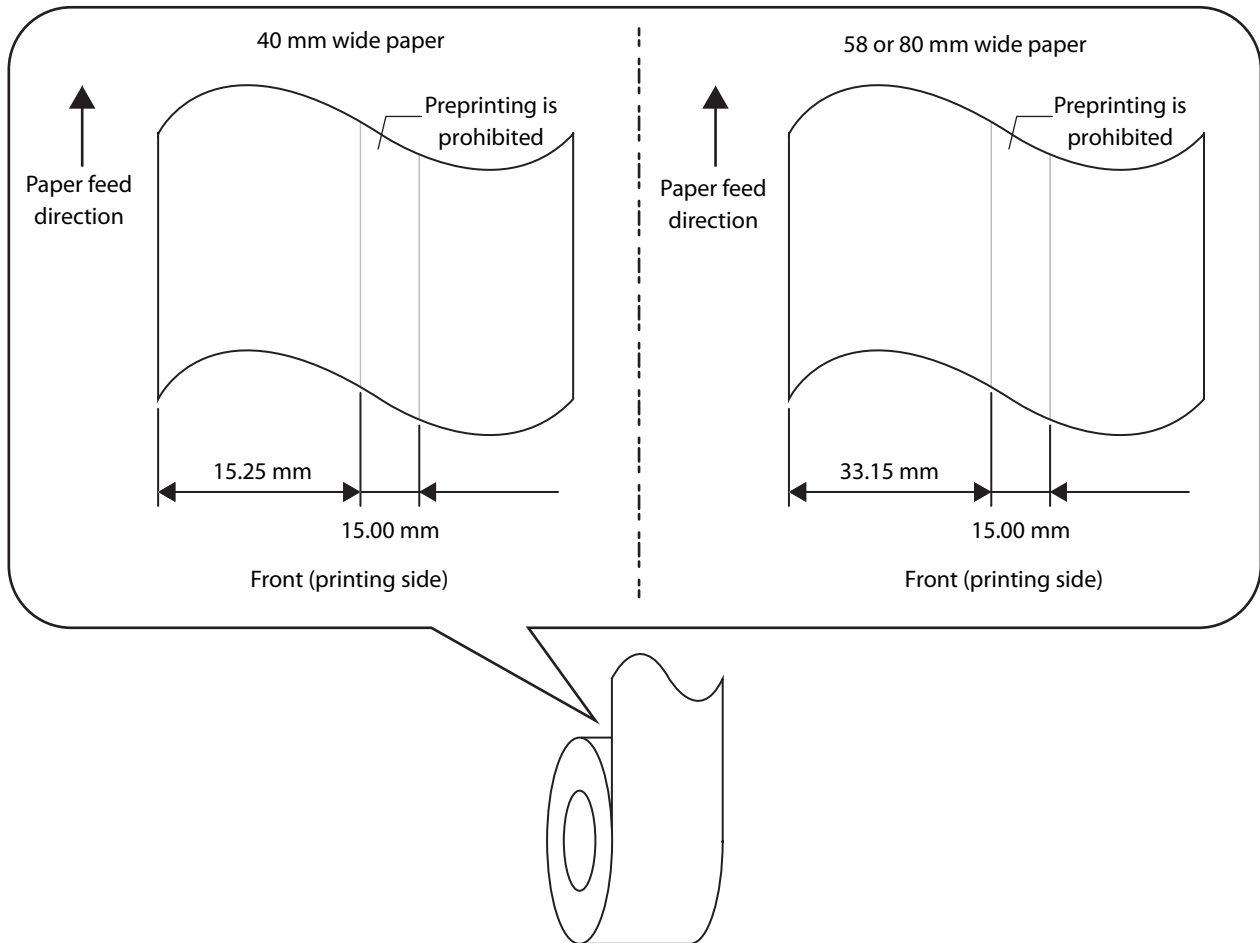 40 mm wide paper
Preprinting is
prohibited
Paper feed
direction
15.25 mm
15.00 mm
Front (printing side)
58 or 80 mm wide paper
Preprinting is
prohibited
Paper feed
direction
33.15 mm
15.00 mm
Front (printing side)